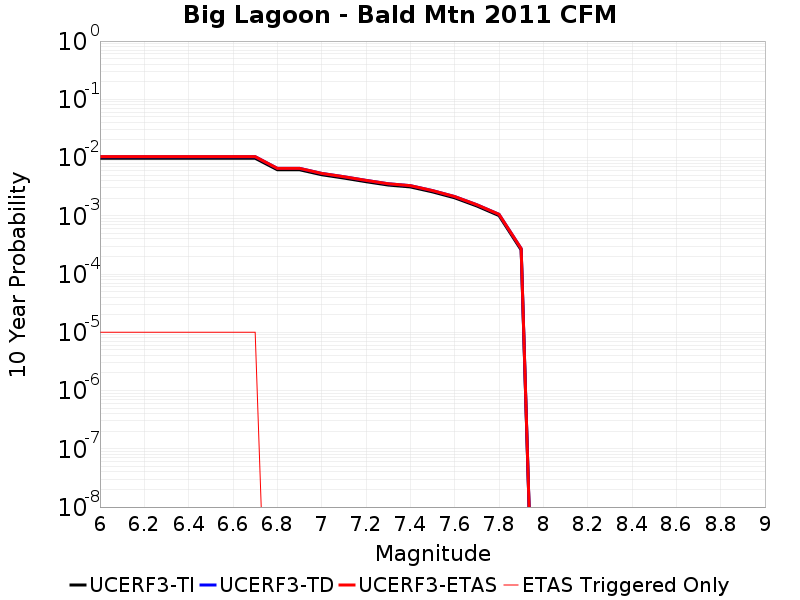 Big Lagoon - Bald Mtn 2011 CFM
10 Year Probability
10^0
10^-1
10^-2
10^-3
10^-4
10^-5
10^-6
10^-7
10^-8
6 6.2 6.4 6.6 6.8 7 7.2 7.4 7.6 7.8 8 8.2 8.4 8.6 8.8 9
Magnitude
UCERF3-TI UCERF3-TD UCERF3-ETAS ETAS Triggered Only